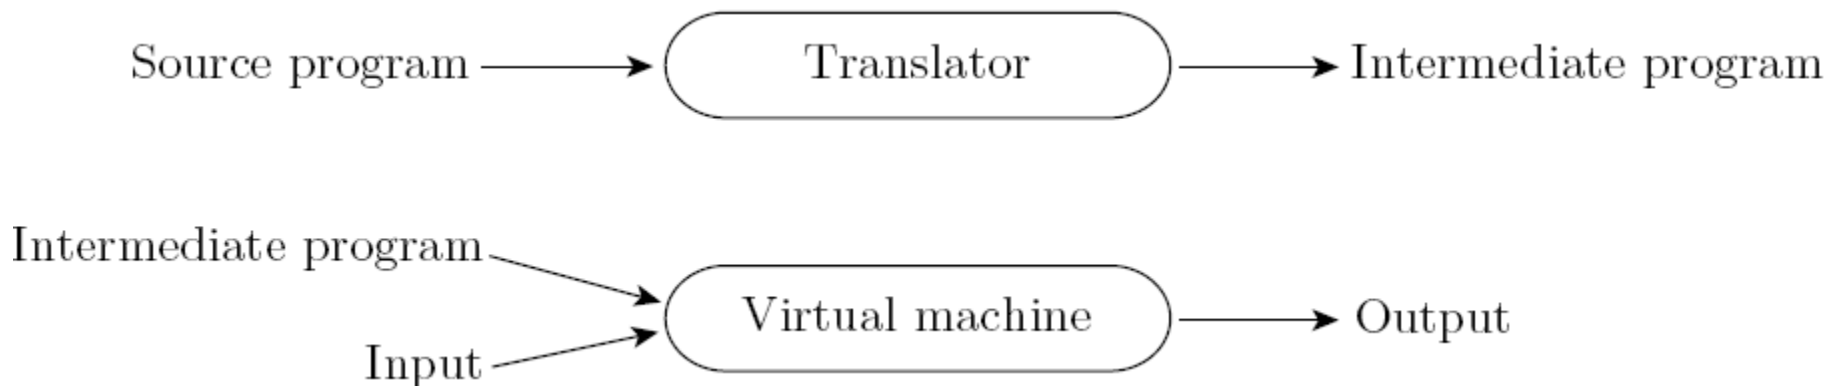 Source program
Translator
Intermediate program
Intermediate program
Virtual machine
Output
Input